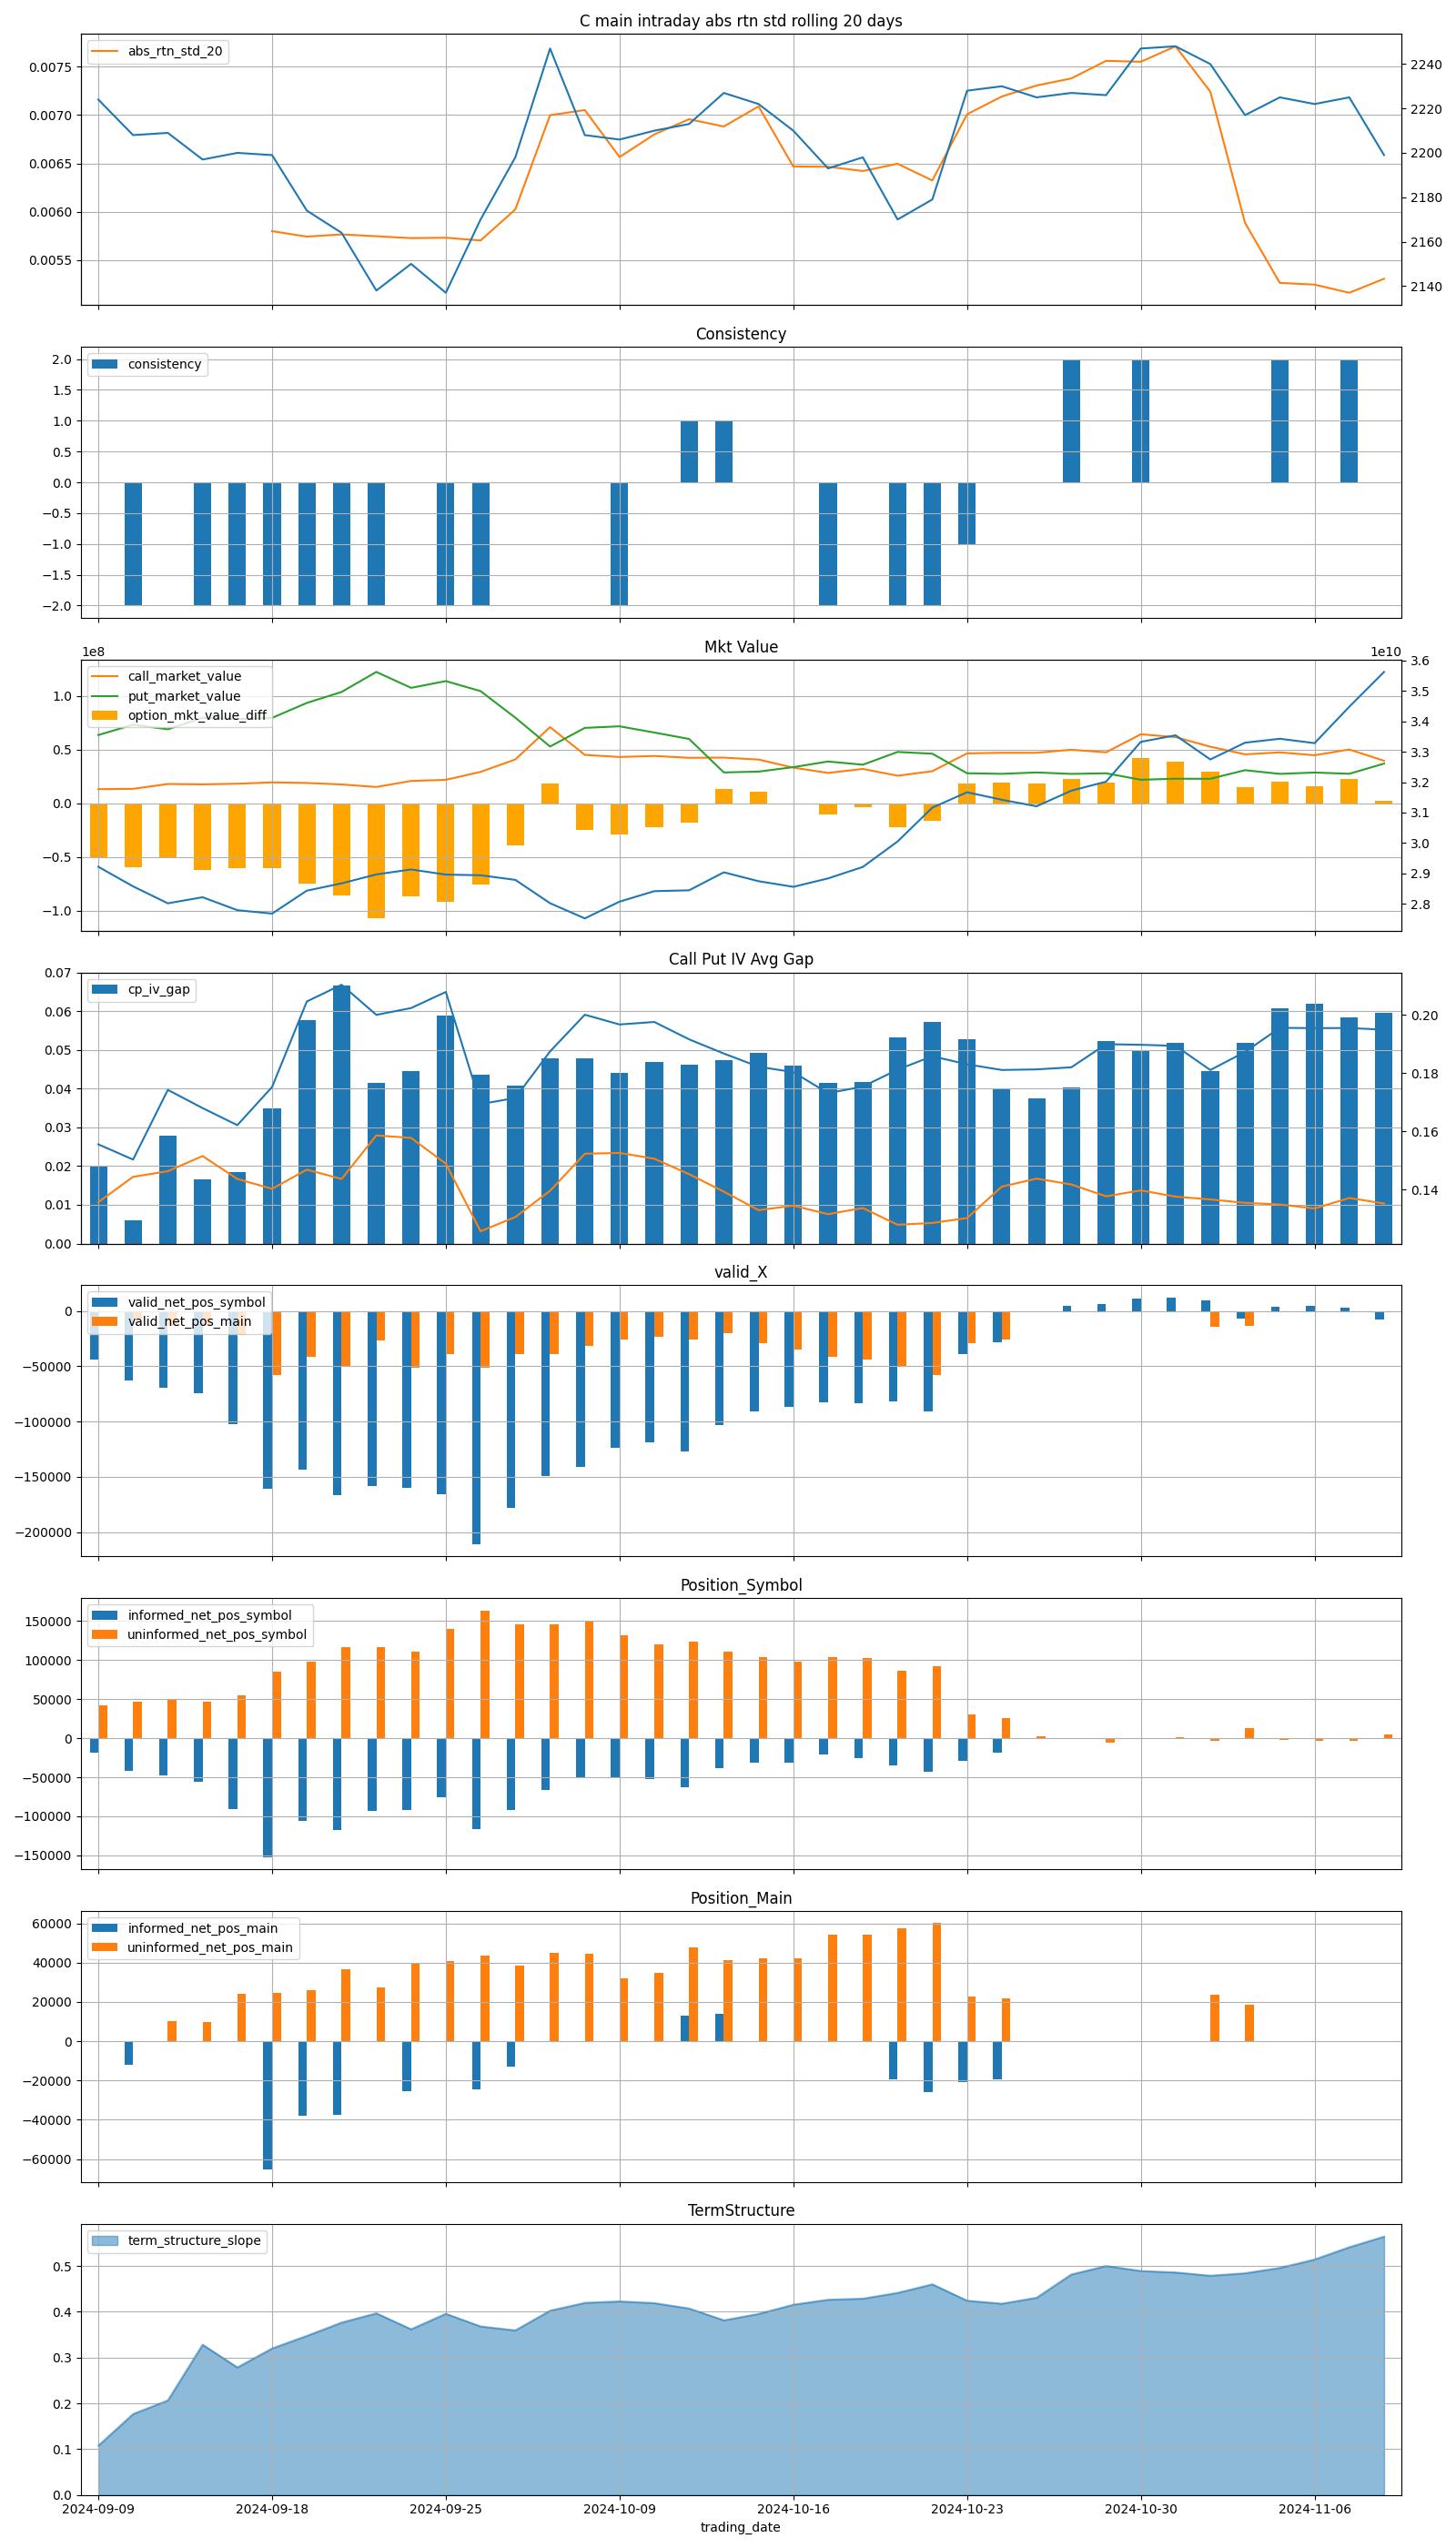 C main intraday abs rtn std rolling 20 days
abs_rtn_std_20
0.0075
0.0070
0.0065
0.0060
0.0055
2240
2220
2200
2180
2160
2140
Consistency
consistency
2.0
1.5
1.0
0.5
0.0
−0.5
−1.0
−1.5
−2.0
Mkt Value
1e8
1e10
call_market_value
put_market_value
option_mkt_value_diff
1.0
0.5
0.0
−0.5
−1.0
3.6
3.5
3.4
3.3
3.2
3.1
3.0
2.9
2.8
Call Put IV Avg Gap
cp_iv_gap
0.07
0.06
0.05
0.04
0.03
0.02
0.01
0.00
0.20
0.18
0.16
0.14
valid_X
valid_net_pos_symbol
valid_net_pos_main
0
−50000
−100000
−150000
−200000
Position_Symbol
informed_net_pos_symbol
uninformed_net_pos_symbol
150000
100000
50000
0
−50000
−100000
−150000
Position_Main
informed_net_pos_main
uninformed_net_pos_main
60000
40000
20000
0
−20000
−40000
−60000
TermStructure
term_structure_slope
0.5
0.4
0.3
0.2
0.1
0.0
2024-09-09 2024-09-18 2024-09-25 2024-10-09 2024-10-16 2024-10-23 2024-10-30 2024-11-06
trading_date